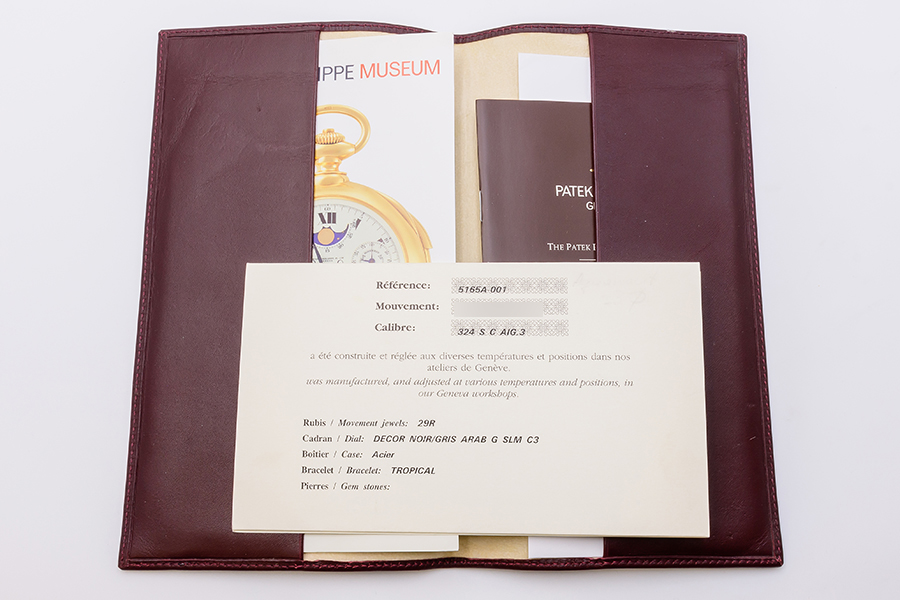 IPPE MUSEUM
XII
PATEK
G
THE PATEK
Référence: 5165A-001
Mouvement:
Calibre: 324 S C AIG.3
a été construite et réglée aux diverses températures et positions dans nos
ateliers de Genève.
was manufactured, and adjusted at various temperatures and positions, in
our Geneva workshops.
Rubis / Movement jewels: 29R
Cadran / Dial: DECOR NOIR/GRIS ARAB G SLM C3
Boîtier / Case: Acier
Bracelet / Bracelet: TROPICAL
Pierres / Gem stones: